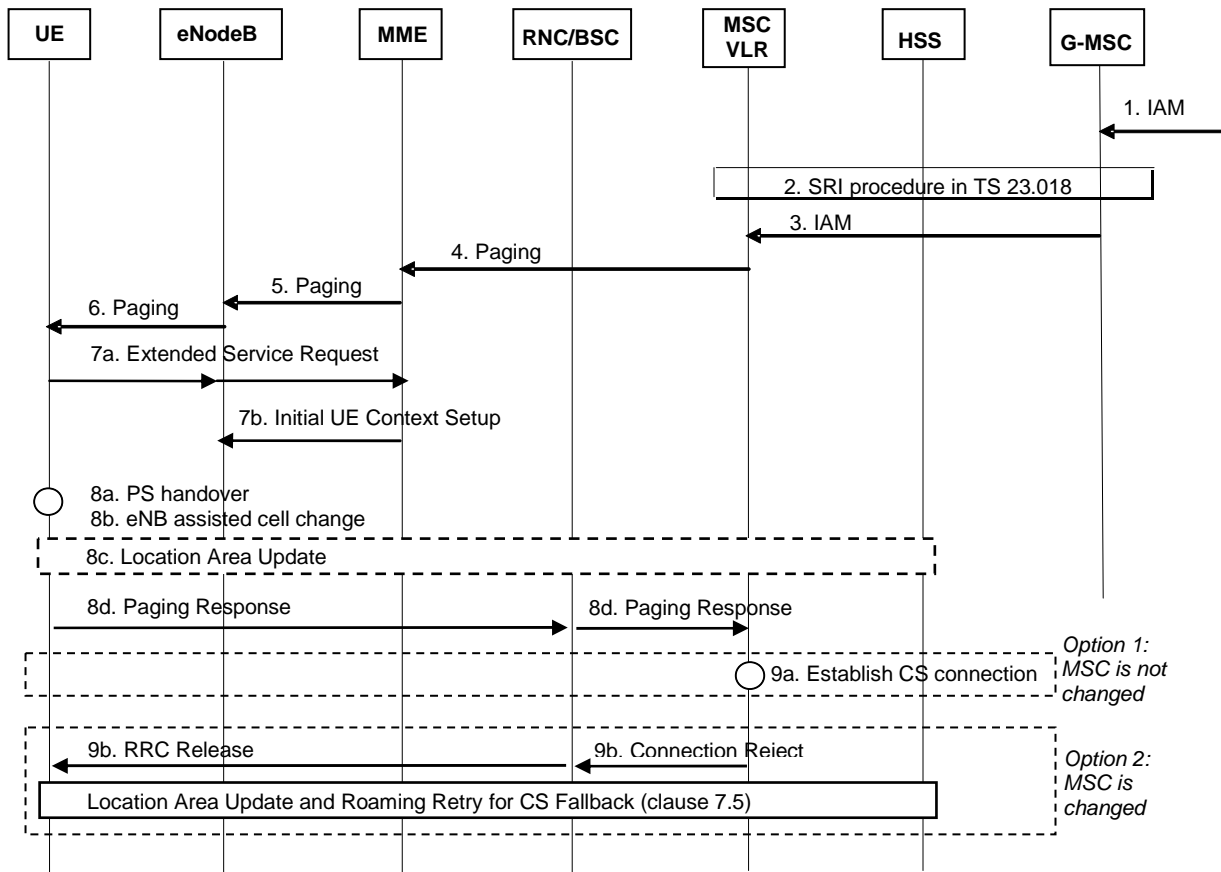 UE
eNodeB
MME
RNC/BSC
MSC
VLR
HSS
G-MSC
1. IAM
2. SRI procedure in TS 23.018
3. IAM
4. Paging
5. Paging
6. Paging
7a. Extended Service Request
7b. Initial UE Context Setup
8a. PS handover
8b. eNB assisted cell change
8c. Location Area Update
8d. Paging Response
8d. Paging Response
Option 1:
MSC is not
changed
9a. Establish CS connection
9b. RRC Release
9b. Connection Reject
Option 2:
MSC is
changed
Location Area Update and Roaming Retry for CS Fallback (clause 7.5)